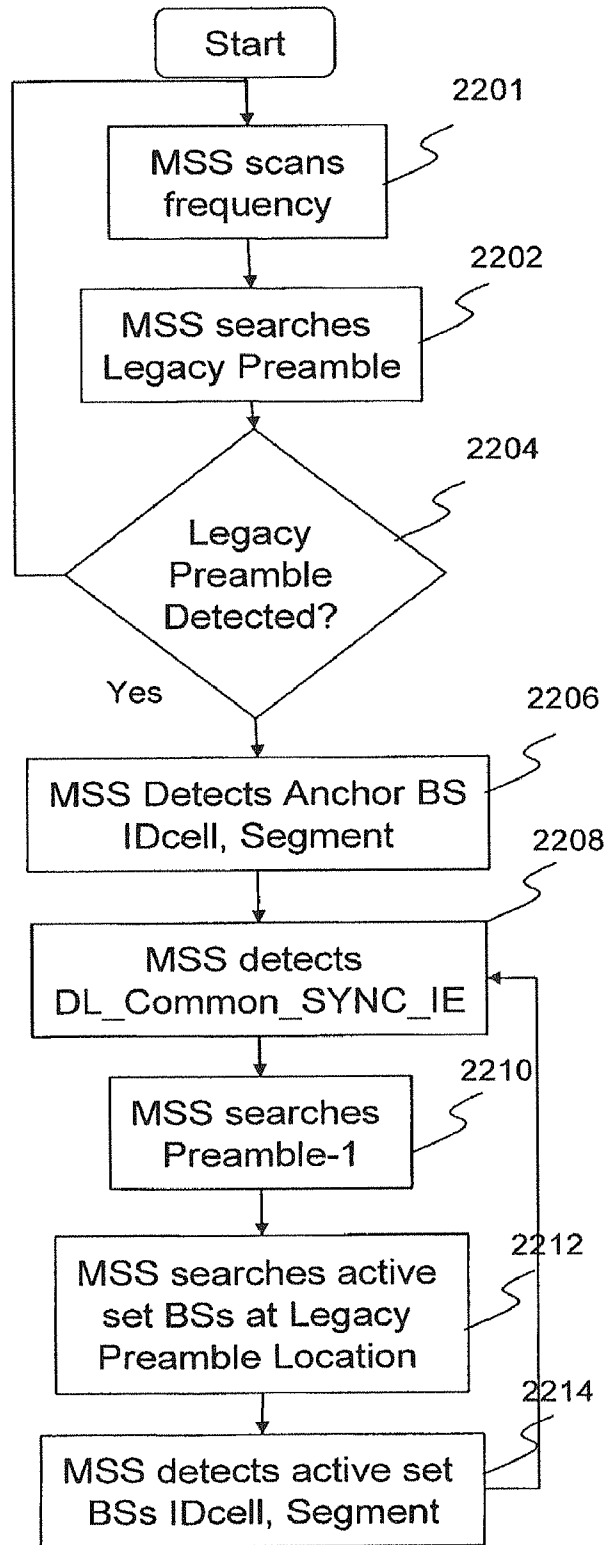 Start
2201
MSS scans
frequency
2202
MSS searches
Legacy Preamble
2204
Legacy
Preamble
Detected?
Yes
2206
MSS Detects Anchor BS
IDcell, Segment
2208
MSS detects
DL_Common_SYNC_IE
2210
MSS searches
Preamble-1
2212
MSS searches active
set BSs at Legacy
Preamble Location
2214
MSS detects active set
BSs IDcell, Segment